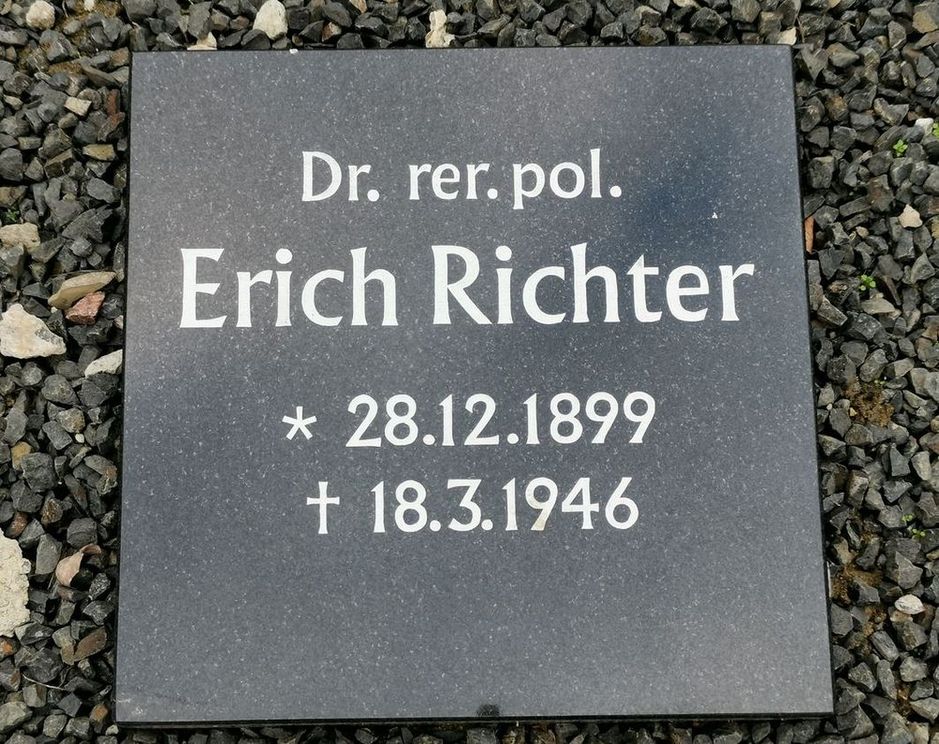 Dr. rer. pol.
Erich Richter
* 28.12.1899
† 18.3.1946